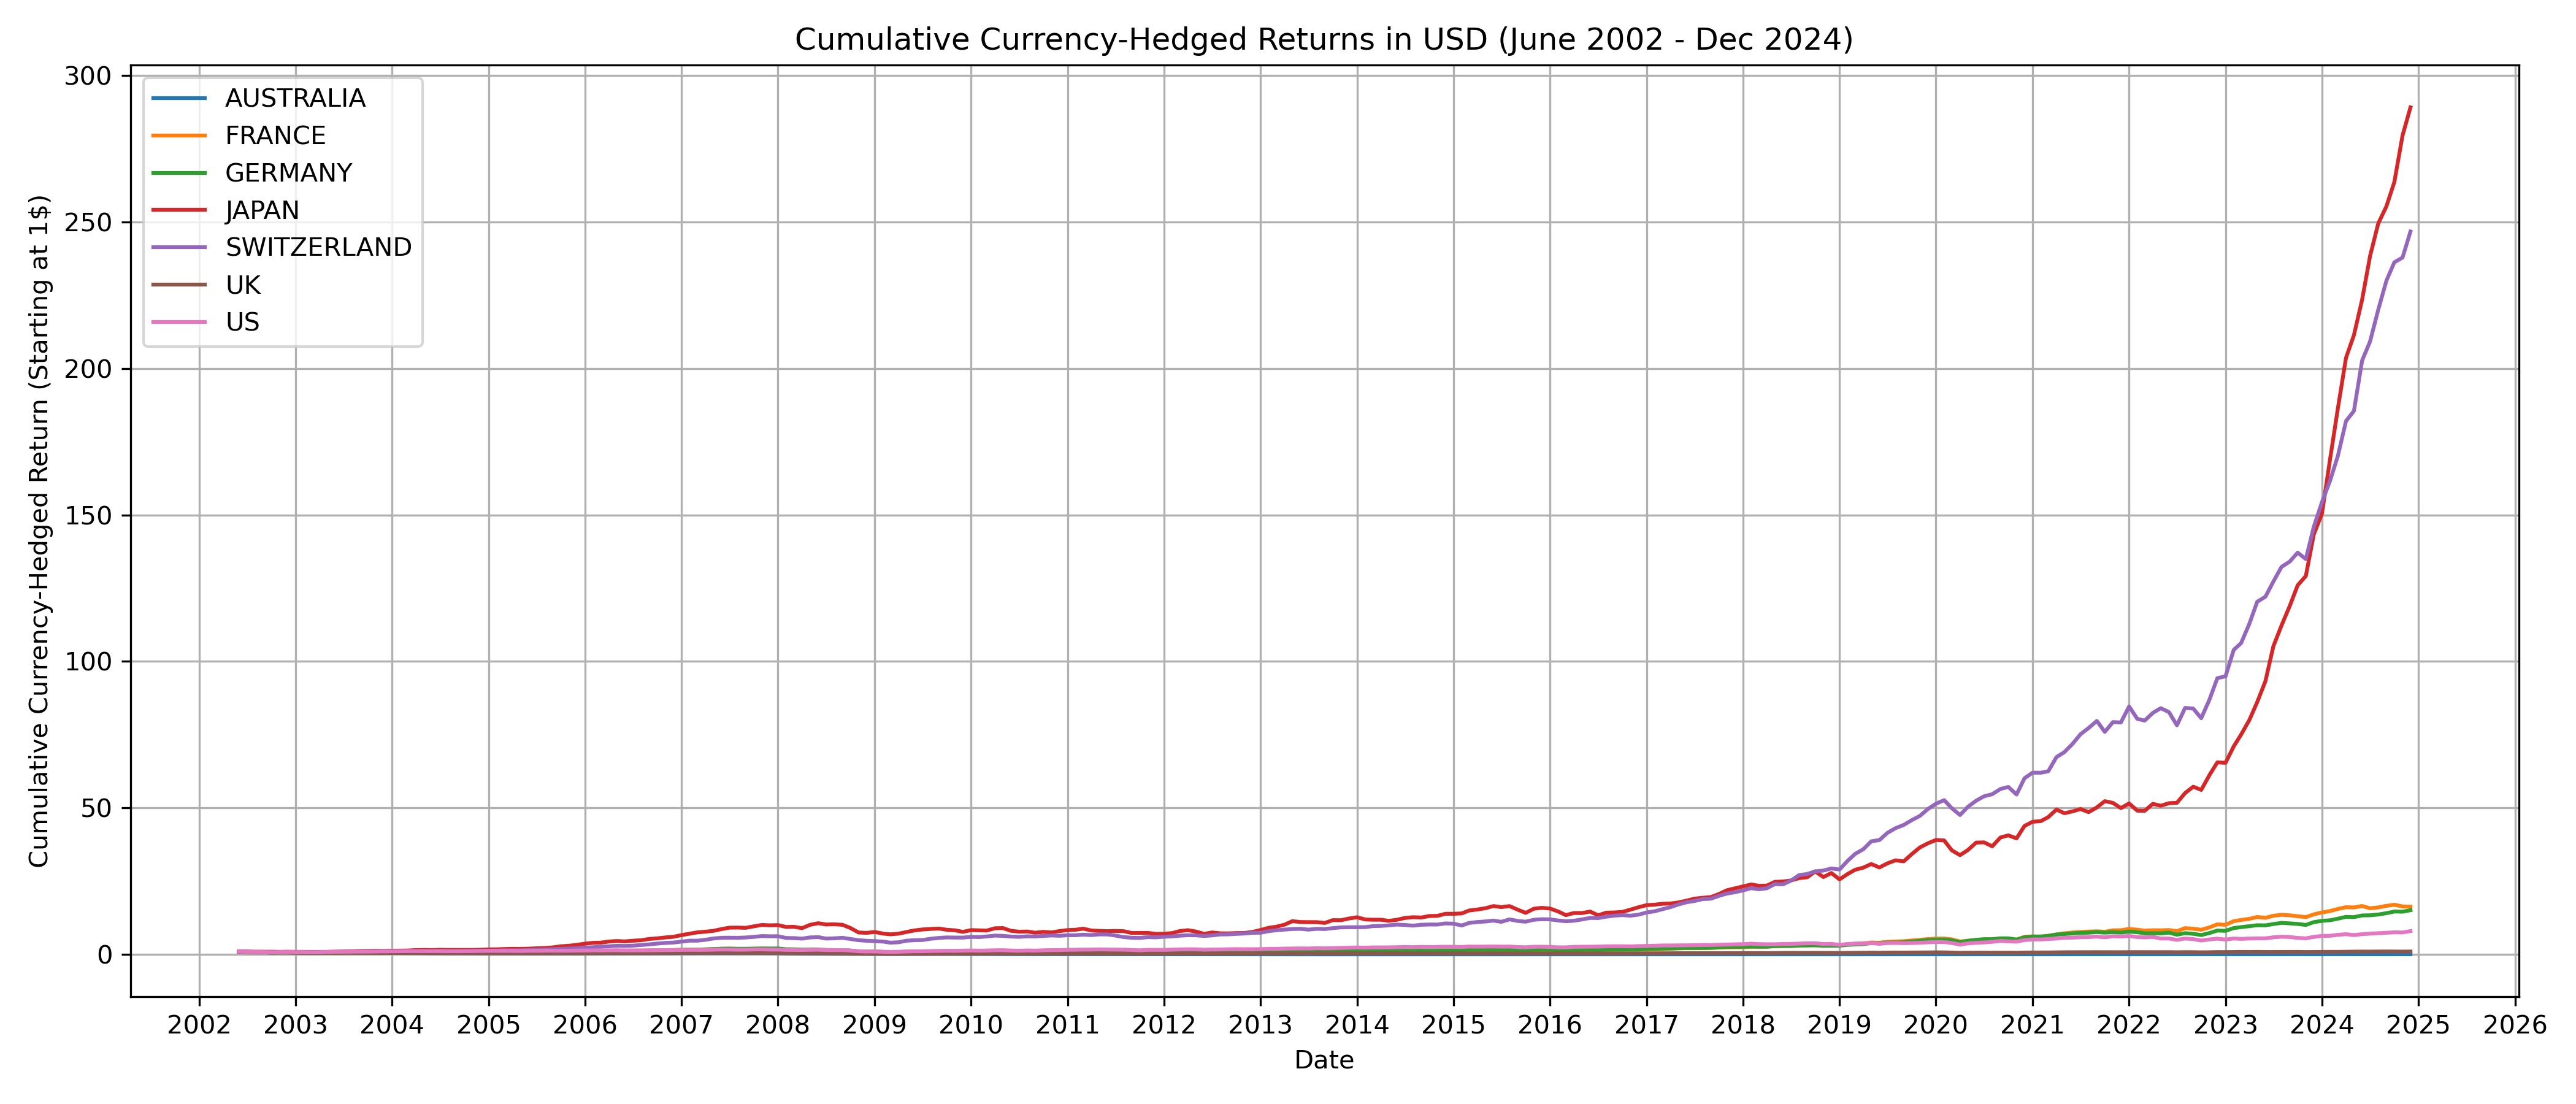 Cumulative Currency-Hedged Returns in USD (June 2002 - Dec 2024)
Cumulative Currency-Hedged Return (Starting at 1$)
300
250
200
150
100
50
0
AUSTRALIA
FRANCE
GERMANY
JAPAN
SWITZERLAND
UK
US
2002 2003 2004 2005 2006 2007 2008 2009 2010 2011 2012 2013 2014 2015 2016 2017 2018 2019 2020 2021 2022 2023 2024 2025 2026
Date